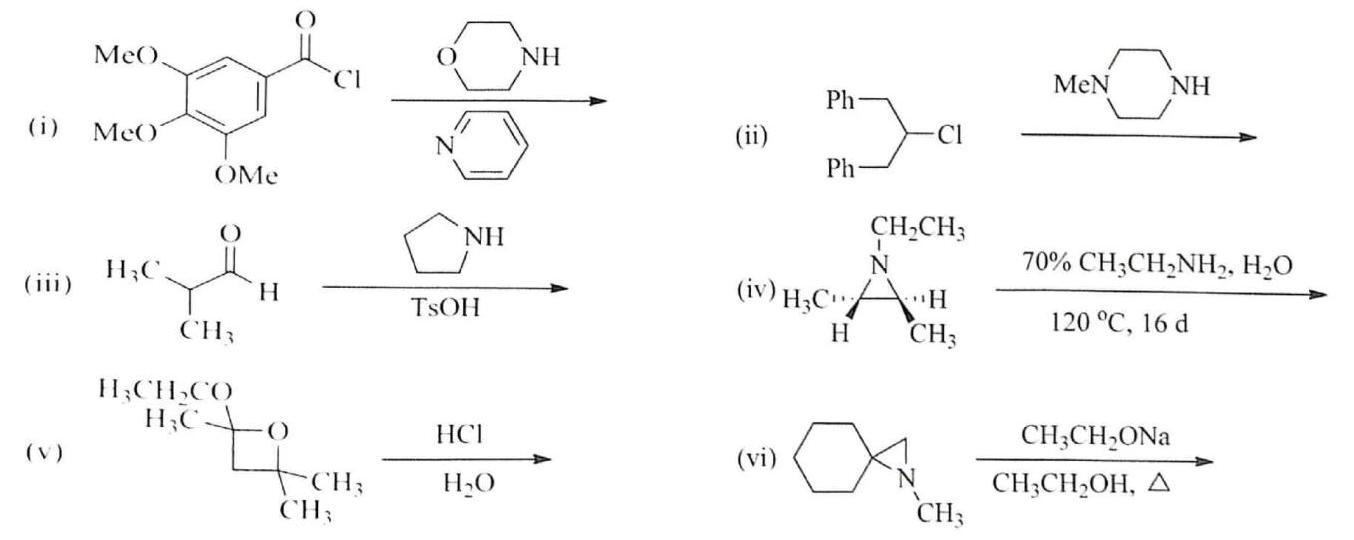 (i)
MeO
MeO
OMe
O
Cl
O
NH
N
(ii)
Ph
Ph
Cl
MeN
NH
(iii)
H₃C
CH₃
O
H
NH
TsOH
(iv)
CH₂CH₃
N
H₃C
H
H
CH₃
70% CH₃CH₂NH₂, H₂O
120 °C, 16 d
(v)
H₃CH₂CO
H₃C
O
CH₃
CH₃
HCl
H₂O
(vi)
N
CH₃
CH₃CH₂ONa
CH₃CH₂OH, △